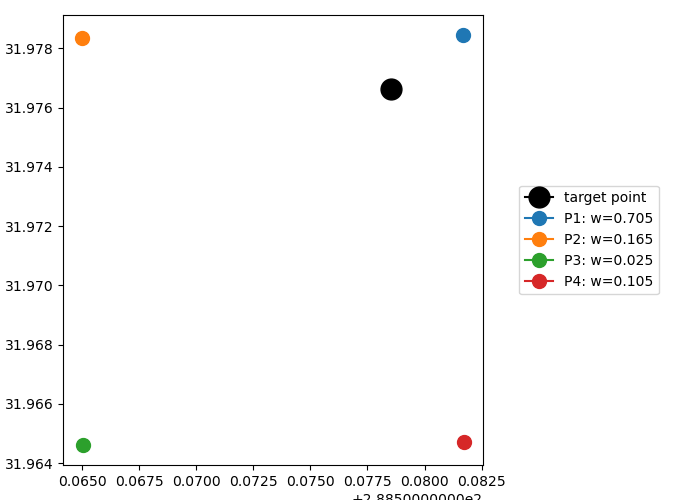 31.978
31.976
31.974
31.972
31.970
31.968
31.966
31.964
0.0650 0.0675 0.0700 0.0725 0.0750 0.0775 0.0800 0.0825
+2.8850000000e2
target point
P1: w=0.705
P2: w=0.165
P3: w=0.025
P4: w=0.105